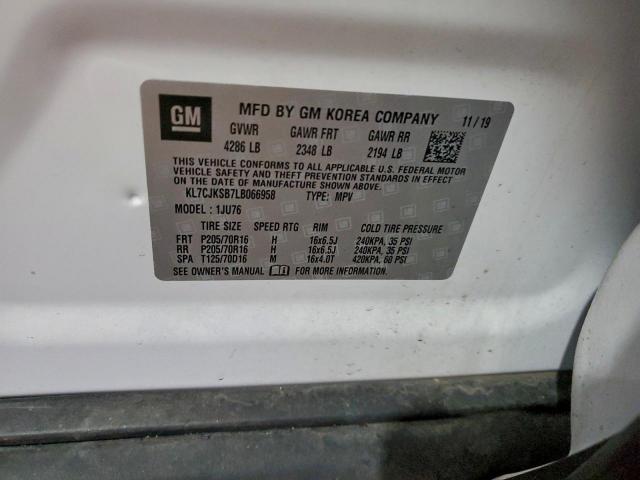 GM MFD BY GM KOREA COMPANY 11/19
GVWR GAWR FRT GAWR RR
4286 LB 2348 LB 2194 LB
THIS VEHICLE CONFORMS TO ALL APPLICABLE U.S. FEDERAL MOTOR
VEHICLE SAFETY AND THEFT PREVENTION STANDARDS IN EFFECT
ON THE DATE OF MANUFACTURE SHOWN ABOVE.
KL7CJKSB7LB066958 TYPE: MPV
MODEL : 1JU76
TIRE SIZE SPEED RTG RIM COLD TIRE PRESSURE
FRT P205/70R16 H 16x6.5J 240KPA, 35 PSI
RR P205/70R16 H 16x6.5J 240KPA, 35 PSI
SPA T125/70D16 M 16x4.0T 420KPA, 60 PSI
SEE OWNER'S MANUAL FOR MORE INFORMATION